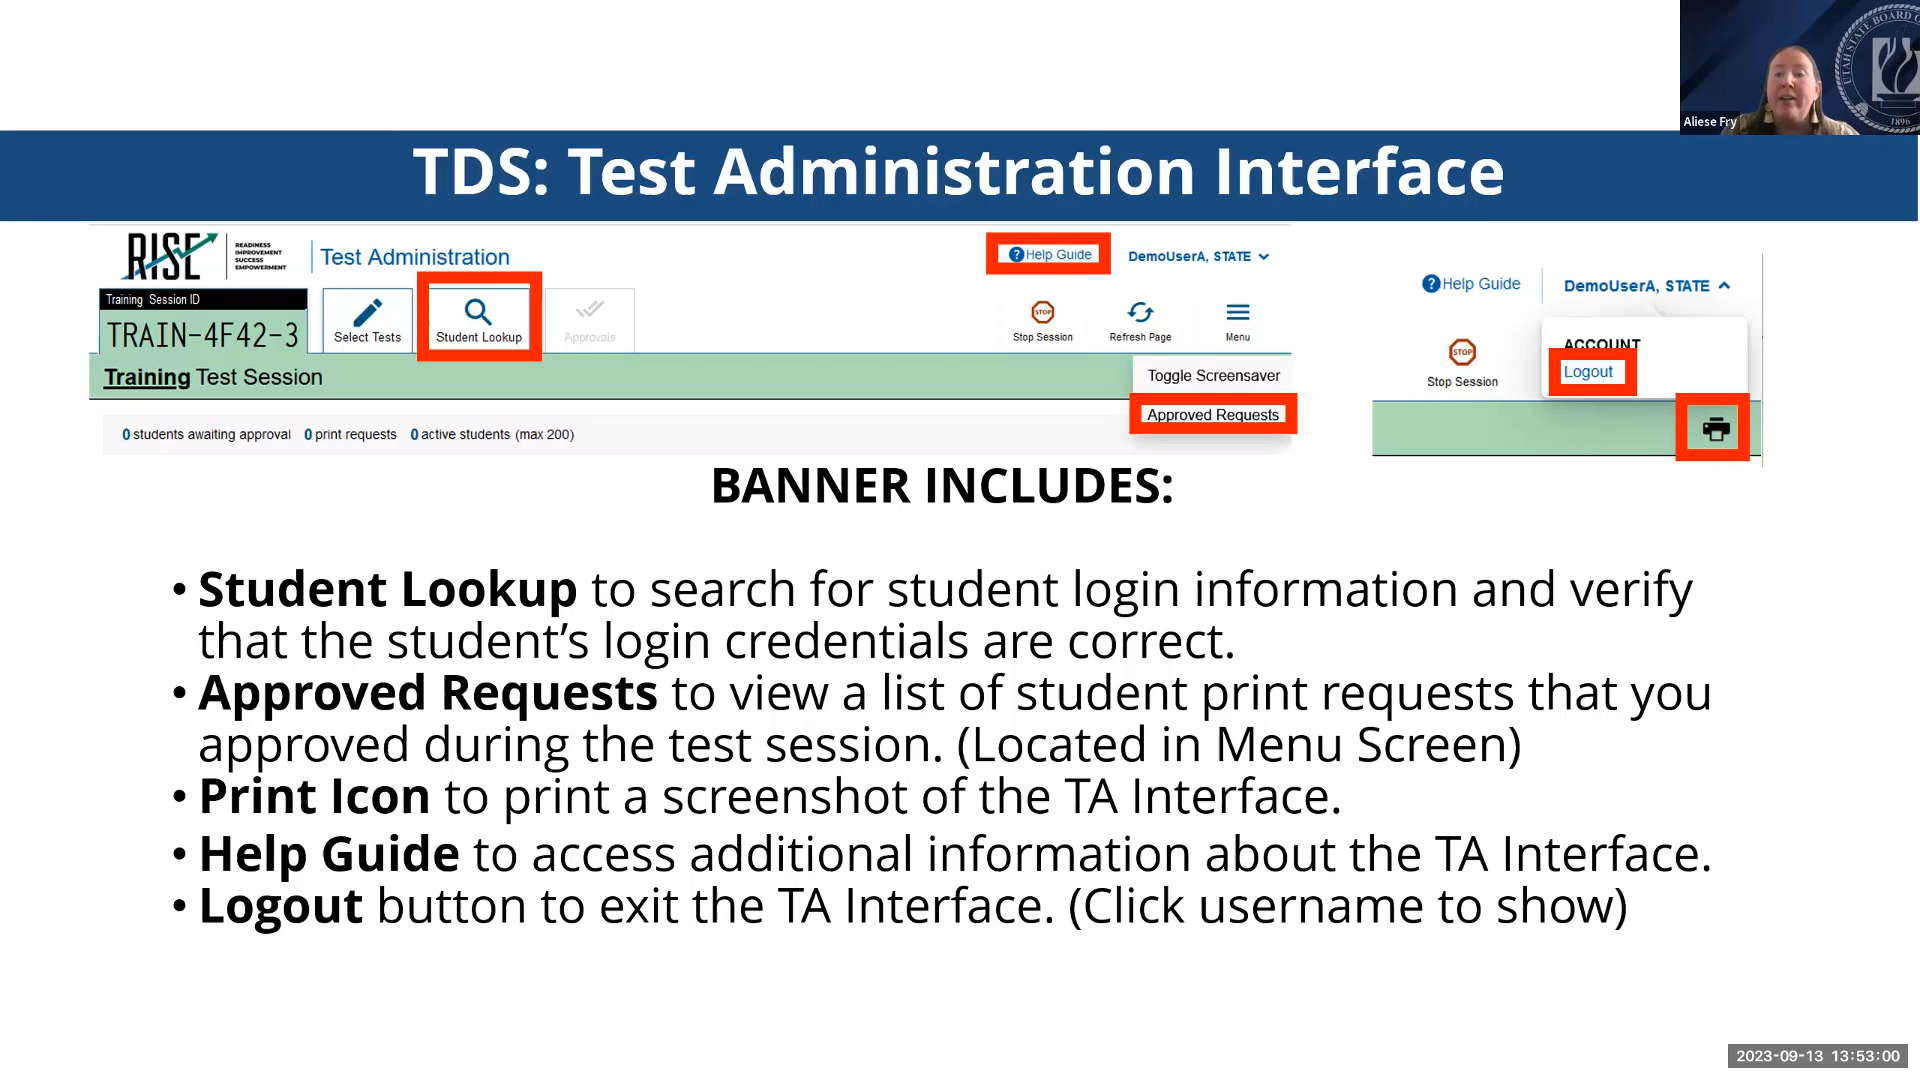 UTAH STATE BOARD O
1896
Aliese Fry
TDS: Test Administration Interface
RISE
READINESS
IMPROVEMENT
SUCCESS
EMPOWERMENT
Test Administration
Help Guide
DemoUserA, STATE
Training Session ID
TRAIN-4F42-3
Select Tests
Student Lookup
Approvals
STOP
Stop Session
Refresh Page
Menu
Training Test Session
Toggle Screensaver
Approved Requests
0 students awaiting approval 0 print requests 0 active students (max 200)
Help Guide
DemoUserA, STATE
STOP
Stop Session
ACCOUNT
Logout
BANNER INCLUDES:
• Student Lookup to search for student login information and verify
that the student’s login credentials are correct.
• Approved Requests to view a list of student print requests that you
approved during the test session. (Located in Menu Screen)
• Print Icon to print a screenshot of the TA Interface.
• Help Guide to access additional information about the TA Interface.
• Logout button to exit the TA Interface. (Click username to show)
2023-09-13 13:53:00